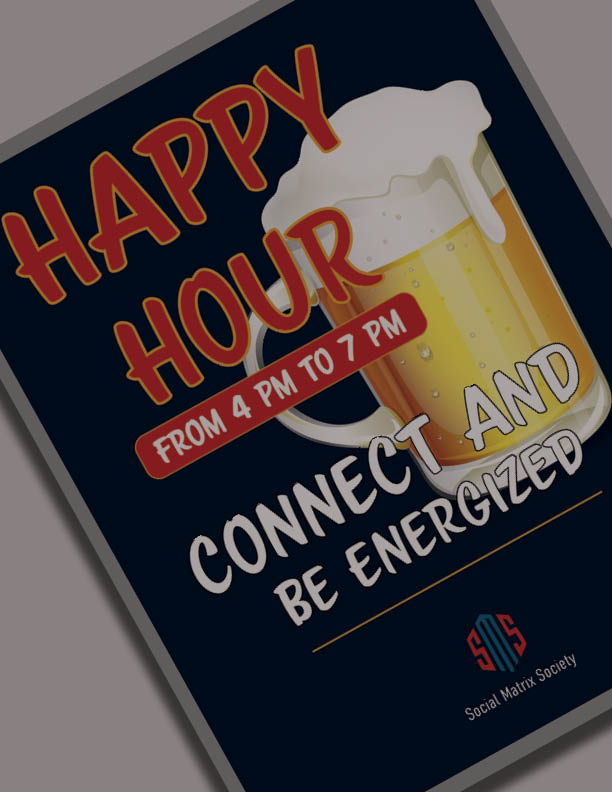 HAPPY
HOUR
FROM 4 PM TO 7 PM
CONNECT AND
BE ENERGIZED
SMS
Social Matrix Society